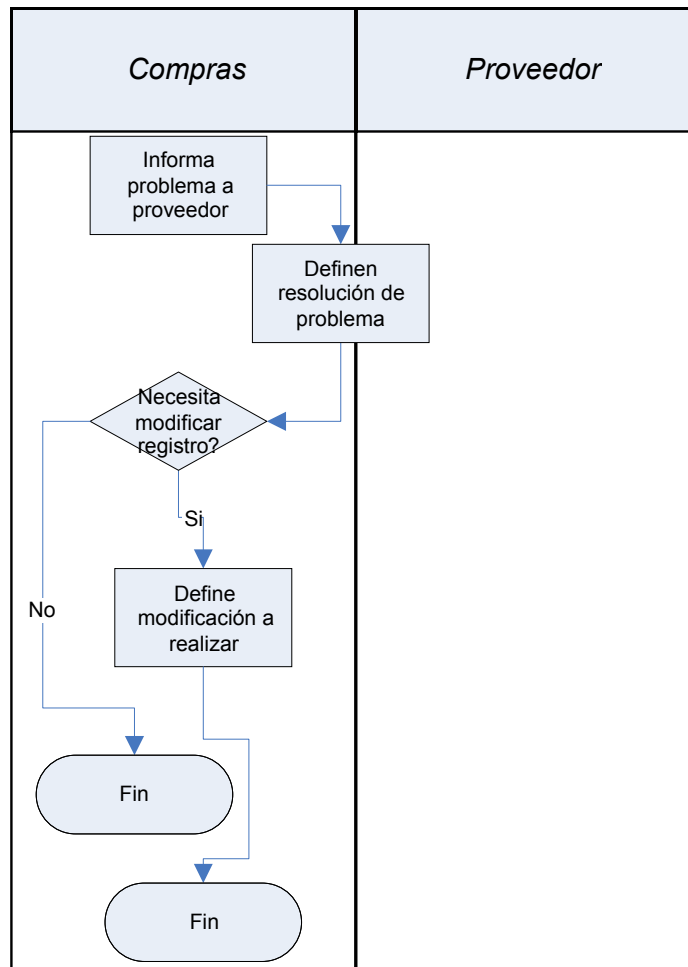 Compras
Proveedor
Informa
problema a
proveedor
Definen
resolución de
problema
Necesita
modificar
registro?
Si
Define
modificación a
realizar
No
Fin
Fin